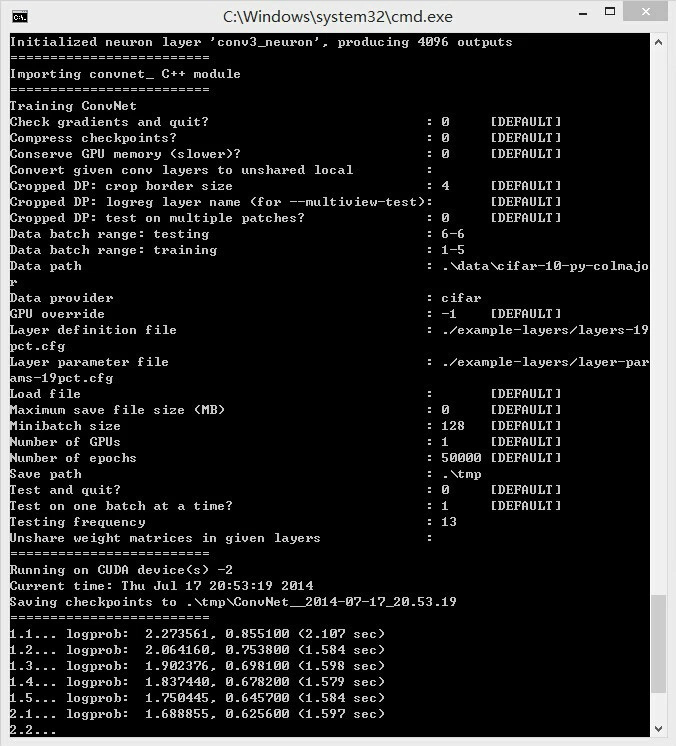 C:\Windows\system32\cmd.exe
Initialized neuron layer 'conv3_neuron', producing 4096 outputs
=========================
Importing convnet_ C++ module
=========================
Training ConvNet
Check gradients and quit? : 0 [DEFAULT]
Compress checkpoints? : 0 [DEFAULT]
Conserve GPU memory (slower)? : 0 [DEFAULT]
Convert given conv layers to unshared local :
Cropped DP: crop border size : 4 [DEFAULT]
Cropped DP: logreg layer name (for --multiview-test): [DEFAULT]
Cropped DP: test on multiple patches? : 0 [DEFAULT]
Data batch range: testing : 6-6
Data batch range: training : 1-5
Data path : .\data\cifar-10-py-colmajo
r
Data provider : cifar
GPU override : -1 [DEFAULT]
Layer definition file : ./example-layers/layers-19
pct.cfg
Layer parameter file : ./example-layers/layer-par
ams-19pct.cfg
Load file : [DEFAULT]
Maximum save file size (MB) : 0 [DEFAULT]
Minibatch size : 128 [DEFAULT]
Number of GPUs : 1 [DEFAULT]
Number of epochs : 50000 [DEFAULT]
Save path : .\tmp
Test and quit? : 0 [DEFAULT]
Test on one batch at a time? : 1 [DEFAULT]
Testing frequency : 13
Unshare weight matrices in given layers :
=========================
Running on CUDA device(s) -2
Current time: Thu Jul 17 20:53:19 2014
Saving checkpoints to .\tmp\ConvNet__2014-07-17_20.53.19
=========================
1.1... logprob: 2.273561, 0.855100 (2.107 sec)
1.2... logprob: 2.064160, 0.753800 (1.584 sec)
1.3... logprob: 1.902376, 0.698100 (1.598 sec)
1.4... logprob: 1.837440, 0.678200 (1.579 sec)
1.5... logprob: 1.750445, 0.645700 (1.584 sec)
2.1... logprob: 1.688855, 0.625600 (1.597 sec)
2.2...